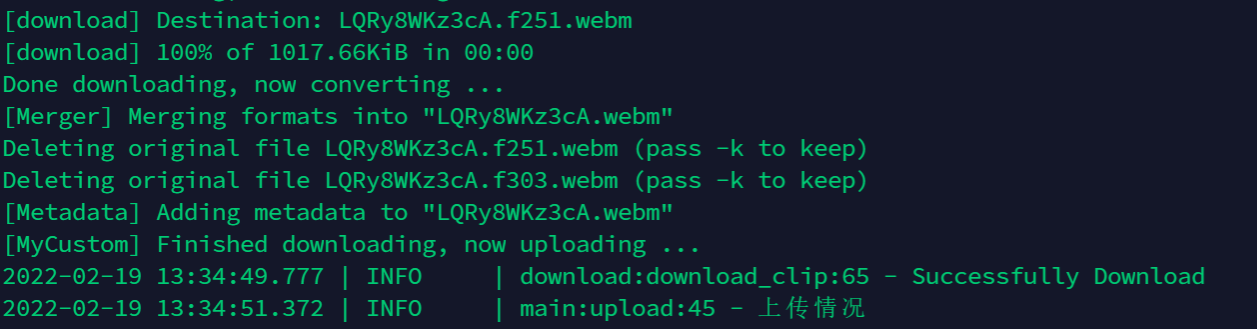 [download] Destination: LQRy8WKz3cA.f251.webm
[download] 100% of 1017.66KiB in 00:00
Done downloading, now converting ...
[Merger] Merging formats into "LQRy8WKz3cA.webm"
Deleting original file LQRy8WKz3cA.f251.webm (pass -k to keep)
Deleting original file LQRy8WKz3cA.f303.webm (pass -k to keep)
[Metadata] Adding metadata to "LQRy8WKz3cA.webm"
[MyCustom] Finished downloading, now uploading ...
2022-02-19 13:34:49.777 | INFO     | download:download_clip:65 - Successfully Download
2022-02-19 13:34:51.372 | INFO     | main:upload:45 - 上传情况